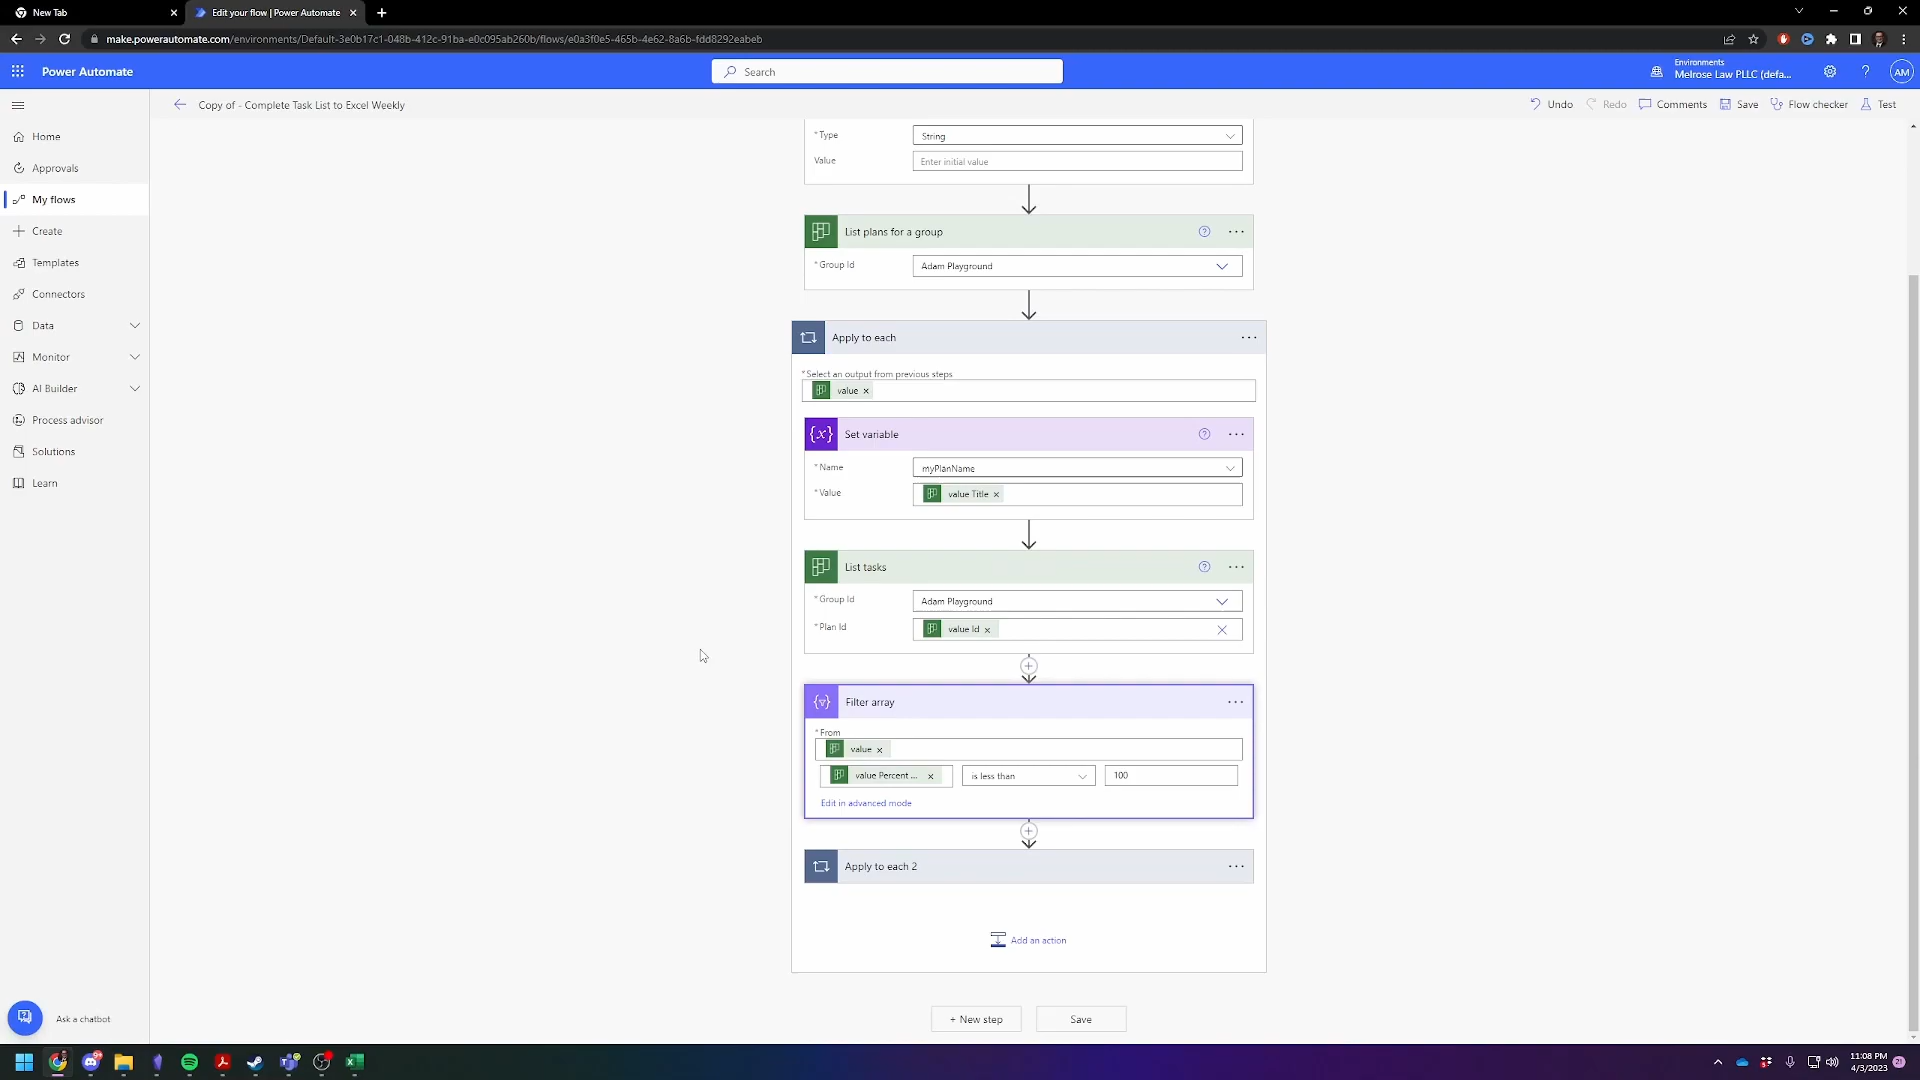 New Tab
Edit your flow | Power Automate
make.powerautomate.com/environments/Default-3e0b17c1-048b-412c-91ba-e0c095ab260b/flows/e0a3f0e5-465b-4e62-8a6b-fdd8292eabeb
Power Automate
Search
Environments
Melrose Law PLLC (defa...
AM
Copy of - Complete Task List to Excel Weekly
Undo
Redo
Comments
Save
Flow checker
Test
Home
Approvals
My flows
Create
Templates
Connectors
Data
Monitor
AI Builder
Process advisor
Solutions
Learn
Ask a chatbot
*Type
String
Value
Enter initial value
List plans for a group
*Group Id
Adam Playground
Apply to each
*Select an output from previous steps
value
Set variable
*Name
myPlanName
*Value
value Title
List tasks
*Group Id
Adam Playground
*Plan Id
value Id
Filter array
*From
value
value Percent ...
is less than
100
Edit in advanced mode
Apply to each 2
Add an action
+ New step
Save
11:08 PM
4/3/2023